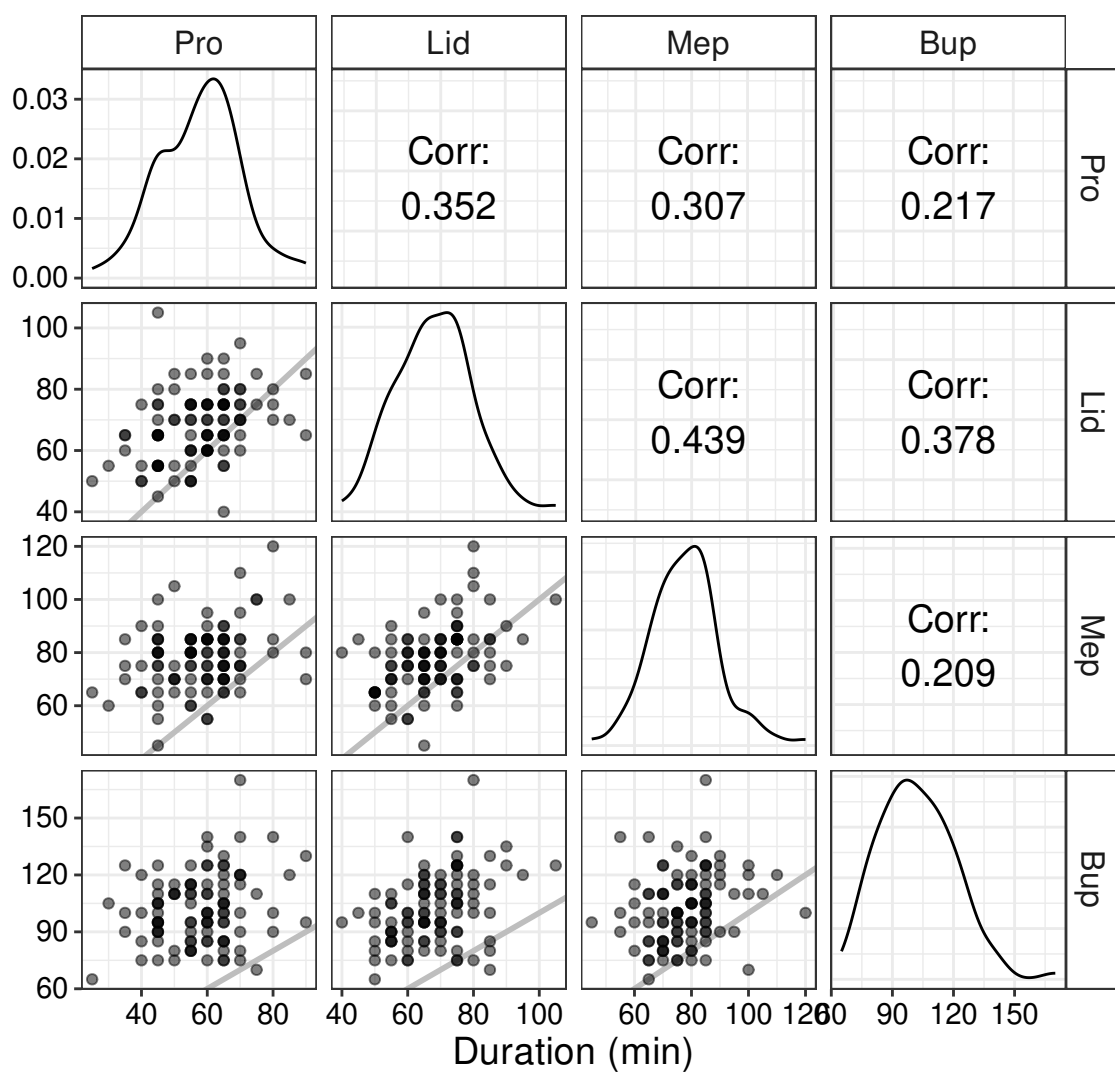 Pro Lid Mep Bup
0.03
0.02
0.01
0.00
Corr:
0.352
Corr:
0.307
Corr:
0.217
Pro
100
80
60
40
Corr:
0.439
Corr:
0.378
Lid
120
100
80
60
Corr:
0.209
Mep
150
120
90
60
Bup
40 60 80 40 60 80 100 60 80 100 120 60 90 120 150
Duration (min)